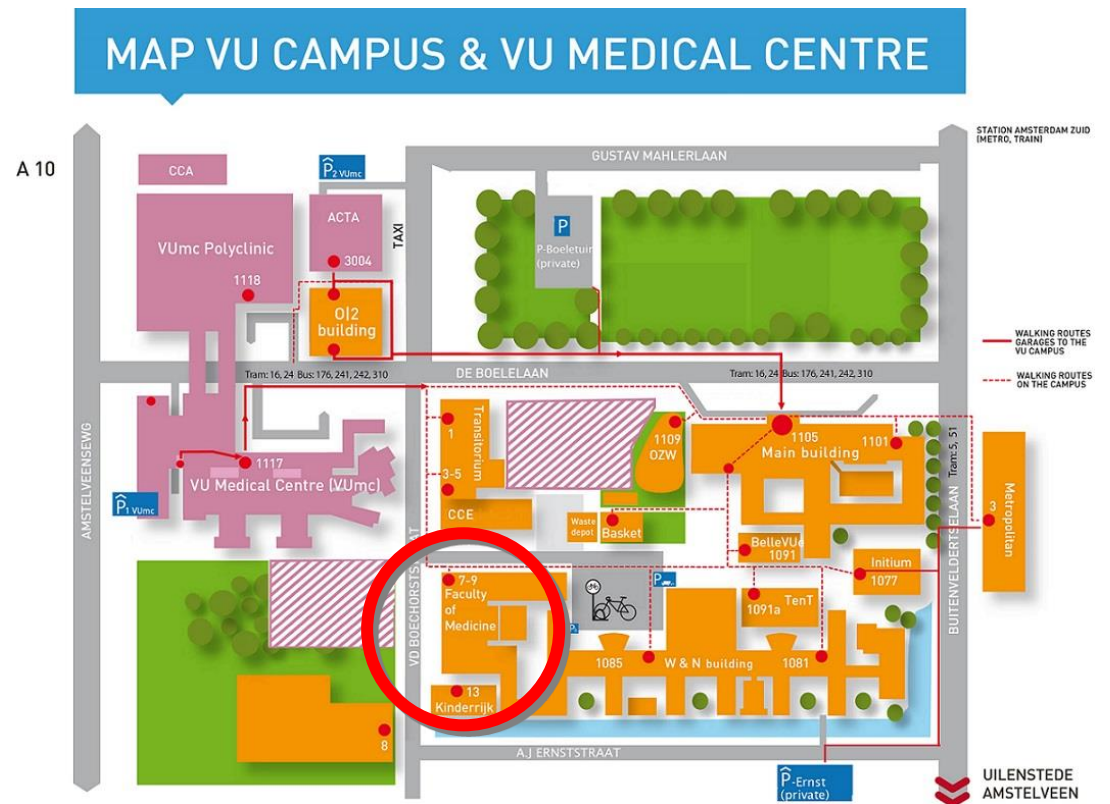 MAP VU CAMPUS & VU MEDICAL CENTRE
STATION AMSTERDAM ZUID
(METRO, TRAIN)
A 10
CCA
P2 VUmc
GUSTAV MAHLERLAAN
ACTA
TAXI
P
P-Boeletuin
(private)
VUmc Polyclinic
3004
1118
O|2
building
WALKING ROUTES
GARAGES TO THE
VU CAMPUS
WALKING ROUTES
ON THE CAMPUS
Tram: 16, 24 Bus: 176, 241, 242, 310
DE BOELELAAN
Tram: 16, 24 Bus: 176, 241, 242, 310
AMSTELVEENSEWG
1
Transitorium
3-5
CCE
1109
OZW
1105
Main building
1101
Tram: 5, 51
BUITENVELDERTSELAAN
3
Metropolitan
1117
VU Medical Centre (VUmc)
P1 VUmc
Waste
depot
Basket
BelleVUe
1091
Initium
1077
VD BOECHORSTSTRAAT
7-9
Faculty
of
Medicine
P
TenT
1091a
1085
W & N building
1081
13
Kinderrijk
8
A.J ERNSTSTRAAT
P-Ernst
(private)
UILENSTEDE
AMSTELVEEN